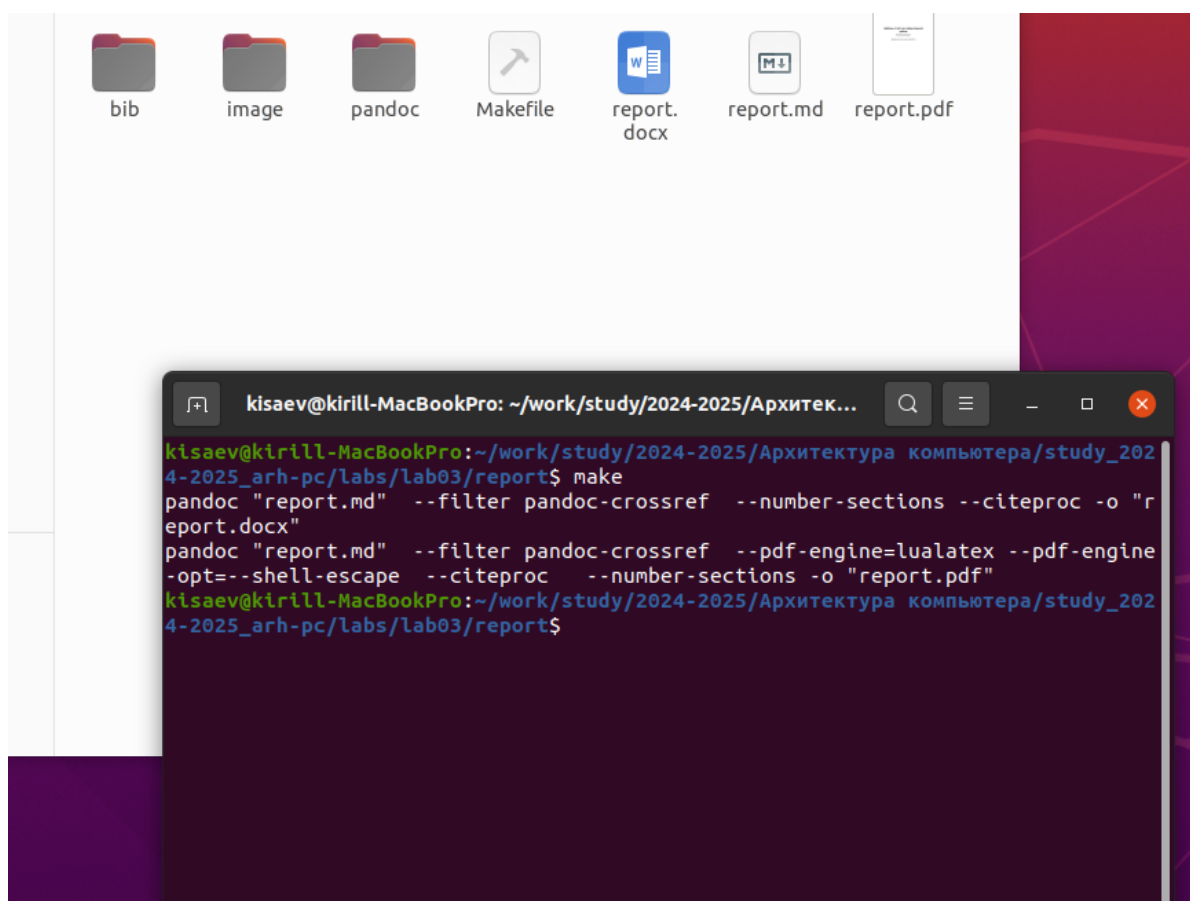 bib
image
pandoc
Makefile
report.
docx
report.md
report.pdf
kisaev@kirill-MacBookPro: ~/work/study/2024-2025/Архитек...
kisaev@kirill-MacBookPro:~/work/study/2024-2025/Архитектура компьютера/study_202
4-2025_arh-pc/labs/lab03/report$ make
pandoc "report.md"  --filter pandoc-crossref  --number-sections --citeproc -o "r
eport.docx"
pandoc "report.md"  --filter pandoc-crossref  --pdf-engine=lualatex --pdf-engine
-opt=--shell-escape  --citeproc   --number-sections -o "report.pdf"
kisaev@kirill-MacBookPro:~/work/study/2024-2025/Архитектура компьютера/study_202
4-2025_arh-pc/labs/lab03/report$